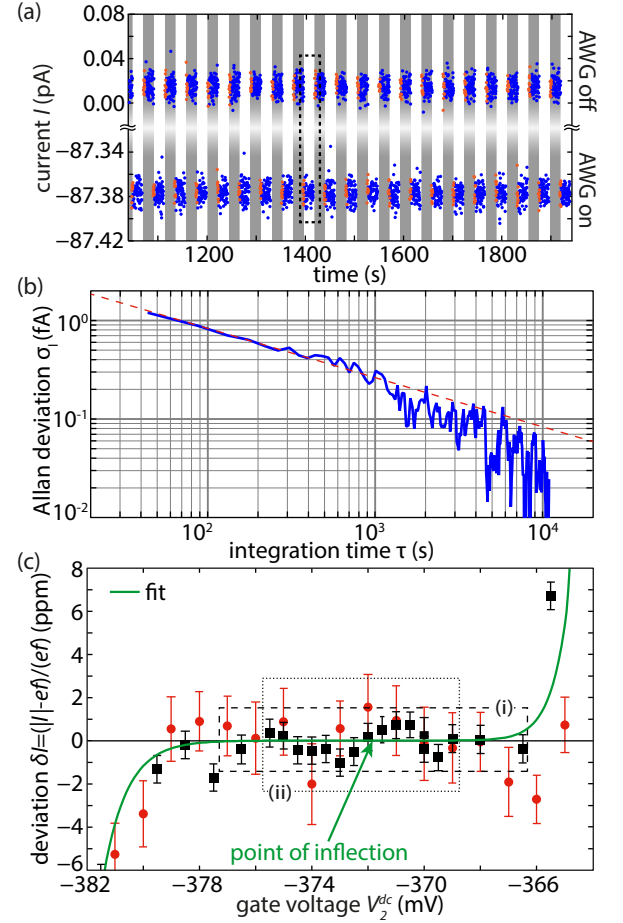 (a)
0.08
0.04
0.00
−87.34
−87.38
−87.42
current I (pA)
AWG off
AWG on
1200 1400 1600 1800
time (s)
(b)
10⁰
10⁻¹
10⁻²
Allan deviation σI (fA)
10² 10³ 10⁴
integration time τ (s)
(c)
8
6
4
2
0
−2
−4
−6
deviation δI=(|I|-ef)/(ef) (ppm)
fit
(i)
(ii)
point of inflection
−382 −378 −374 −370 −366
gate voltage V₂ᵈᶜ (mV)